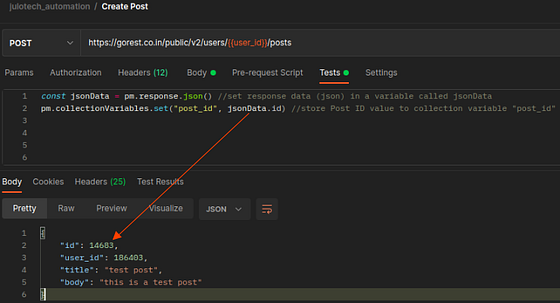 julotech_automation / Create Post
POST https://gorest.co.in/public/v2/users/{{user_id}}/posts
Params Authorization Headers (12) Body Pre-request Script Tests Settings
1 const jsonData = pm.response.json() //set response data (json) in a variable called jsonData
2 pm.collectionVariables.set("post_id", jsonData.id) //store Post ID value to collection variable "post_id"
3
4
5
6
Body Cookies Headers (25) Test Results
Pretty Raw Preview Visualize JSON
1 {
2 "id": 14683,
3 "user_id": 186403,
4 "title": "test post",
5 "body": "this is a test post"
6 }